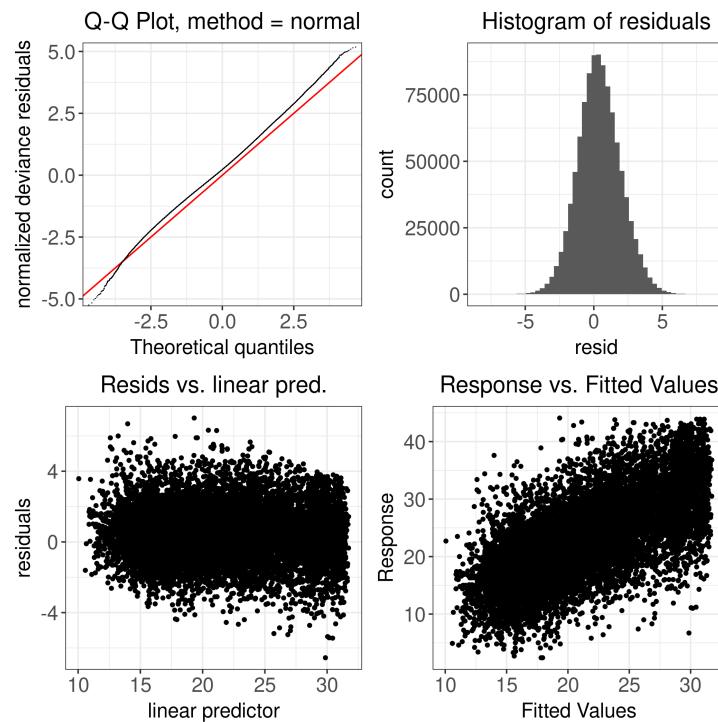 Q-Q Plot, method = normal
normalized deviance residuals
5.0
2.5
0.0
-2.5
-5.0
-2.5 0.0 2.5
Theoretical quantiles
Histogram of residuals
count
75000
50000
25000
0
-5 0 5
resid
Resids vs. linear pred.
residuals
4
0
-4
10 15 20 25 30
linear predictor
Response vs. Fitted Values
Response
40
30
20
10
10 15 20 25 30
Fitted Values